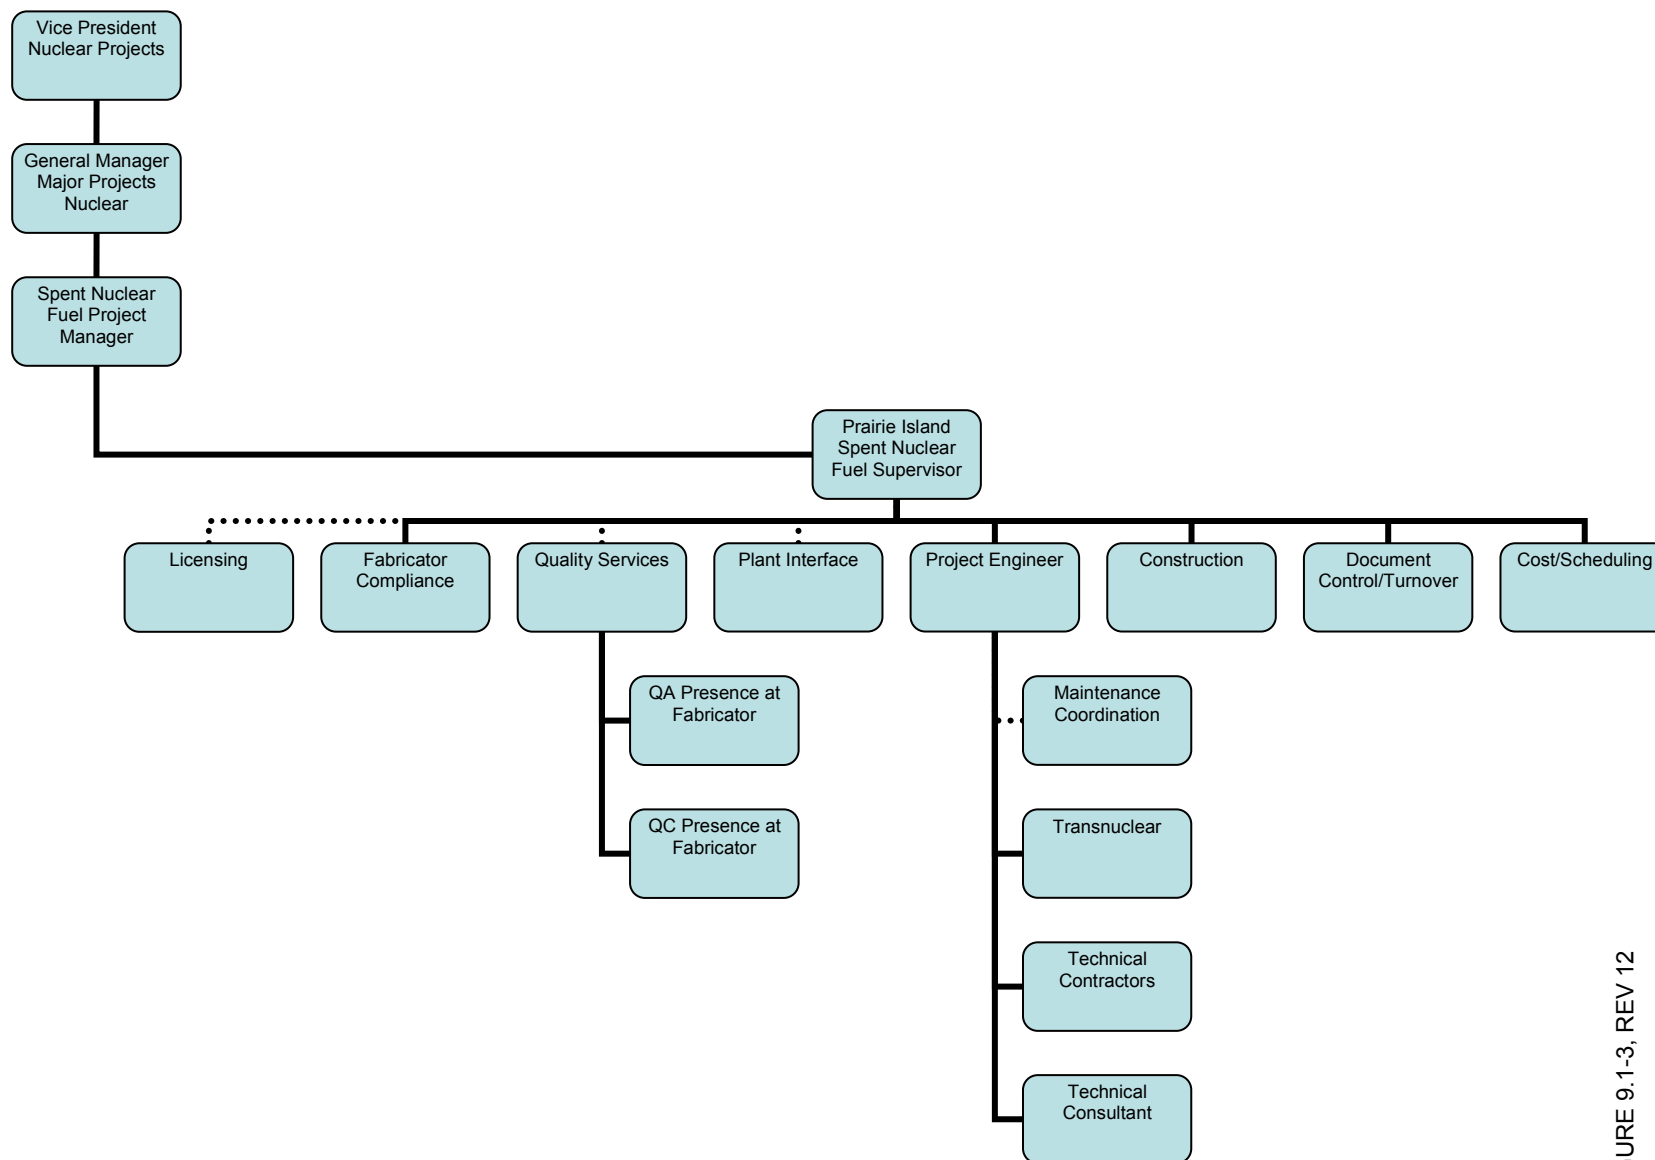 Vice President
Nuclear Projects
General Manager
Major Projects
Nuclear
Spent Nuclear
Fuel Project
Manager
Prairie Island
Spent Nuclear
Fuel Supervisor
Licensing
Fabricator
Compliance
Quality Services
Plant Interface
Project Engineer
Construction
Document
Control/Turnover
Cost/Scheduling
QA Presence at
Fabricator
Maintenance
Coordination
QC Presence at
Fabricator
Transnuclear
Technical
Contractors
Technical
Consultant
URE 9.1-3, REV 12